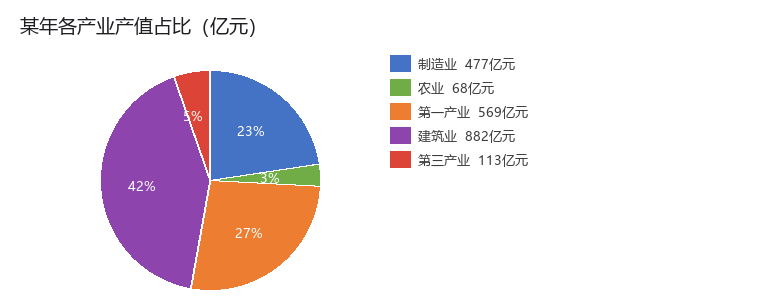 某年各产业产值占比（亿元）
制造业 477亿元
农业 68亿元
第一产业 569亿元
建筑业 882亿元
第三产业 113亿元
23%
3%
27%
42%
5%